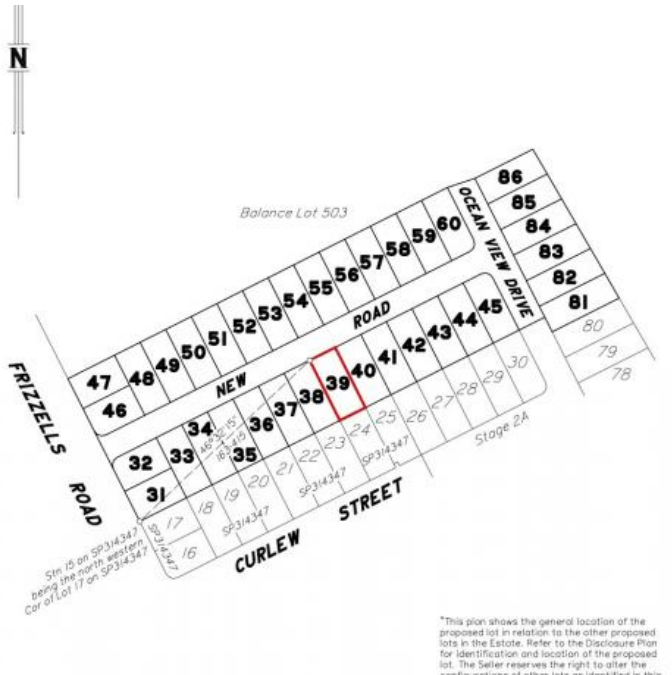 N
Balance Lot 503
86
85
84
83
82
81
80
79
78
OCEAN VIEW DRIVE
47
46
48
49
50
51
52
53
54
55
56
57
58
59
60
NEW ROAD
FRIZZELLS ROAD
32
31
33
34
35
36
37
38
39
40
41
42
43
44
45
46°32'15"
163·415
17
16
18
19
20
21
22
23
24
25
26
27
28
29
30
SP314347
SP314347
SP314347
SP314347
Stage 2A
CURLEW STREET
Stn 15 on SP314347
being the north western
Cor of Lot 17 on SP314347
*This plan shows the general location of the
proposed lot in relation to the other proposed
lots in the Estate. Refer to the Disclosure Plan
for identification and location of the proposed
lot. The Seller reserves the right to alter the